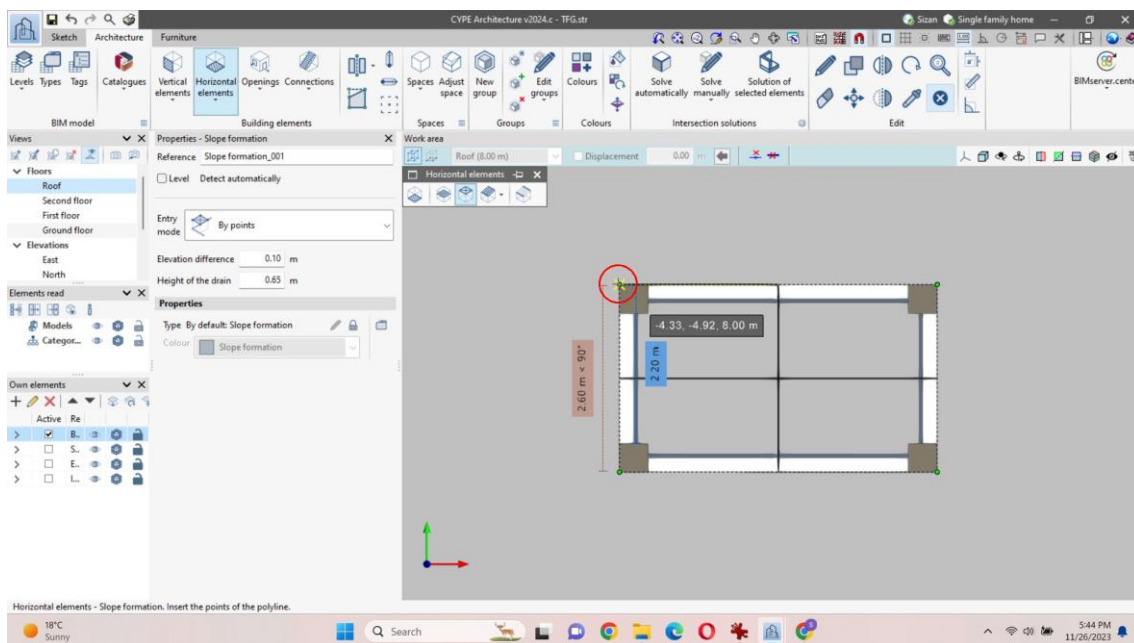 CYPE Architecture v2024.c - TFG.str
Sizan
Single family home
Sketch
Architecture
Furniture
Levels
Types
Tags
Catalogues
Vertical elements
Horizontal elements
Openings
Connections
Spaces
Adjust space
New group
Edit groups
Colours
Solve automatically
Solve manually
Solution of selected elements
BIMserver.cente
BIM model
Building elements
Spaces
Groups
Colours
Intersection solutions
Edit
Views
Floors
Roof
Second floor
First floor
Ground floor
Elevations
East
North
Elements read
Models
Categor...
Own elements
Active
Re
B..
S..
E..
I...
Properties - Slope formation
Reference
Slope formation_001
Level
Detect automatically
Entry mode
By points
Elevation difference
0.10 m
Height of the drain
0.65 m
Properties
Type By default: Slope formation
Colour
Slope formation
Work area
Roof (8.00 m)
Displacement
0.00 m
Horizontal elements
-4.33, -4.92, 8.00 m
2.20 m
2.60 m < 90°
Horizontal elements - Slope formation. Insert the points of the polyline.
18°C
Sunny
Search
5:44 PM
11/26/2023